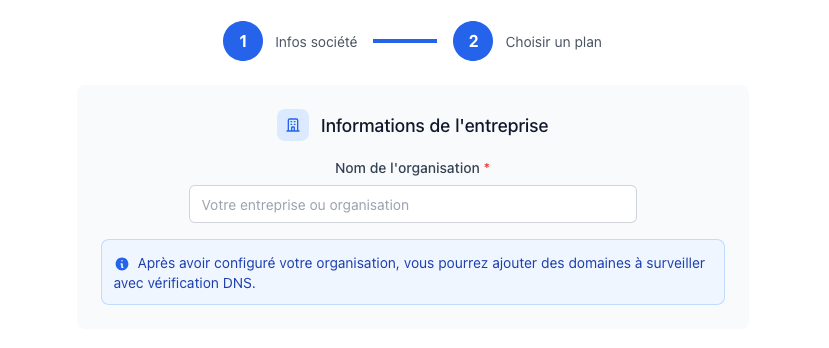 1 Infos société 2 Choisir un plan
Informations de l'entreprise
Nom de l'organisation *
Votre entreprise ou organisation
Après avoir configuré votre organisation, vous pourrez ajouter des domaines à surveiller
avec vérification DNS.